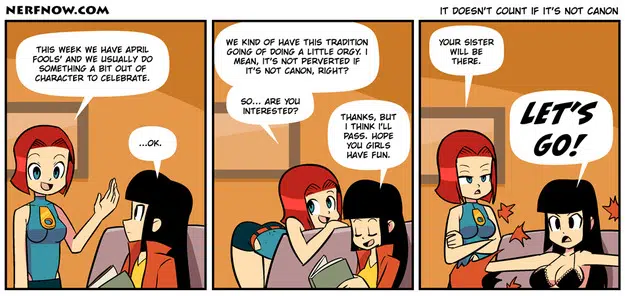 NERFNOW.COM
IT DOESN'T COUNT IF IT'S NOT CANON
THIS WEEK WE HAVE APRIL
FOOLS' AND WE USUALLY DO
SOMETHING A BIT OUT OF
CHARACTER TO CELEBRATE.
...OK.
WE KIND OF HAVE THIS TRADITION
GOING OF DOING A LITTLE ORGY. I
MEAN, IT'S NOT PERVERTED IF
IT'S NOT CANON, RIGHT?
SO... ARE YOU
INTERESTED?
THANKS, BUT
I THINK I'LL
PASS. HOPE
YOU GIRLS
HAVE FUN.
YOUR SISTER
WILL BE
THERE.
LET'S
GO!